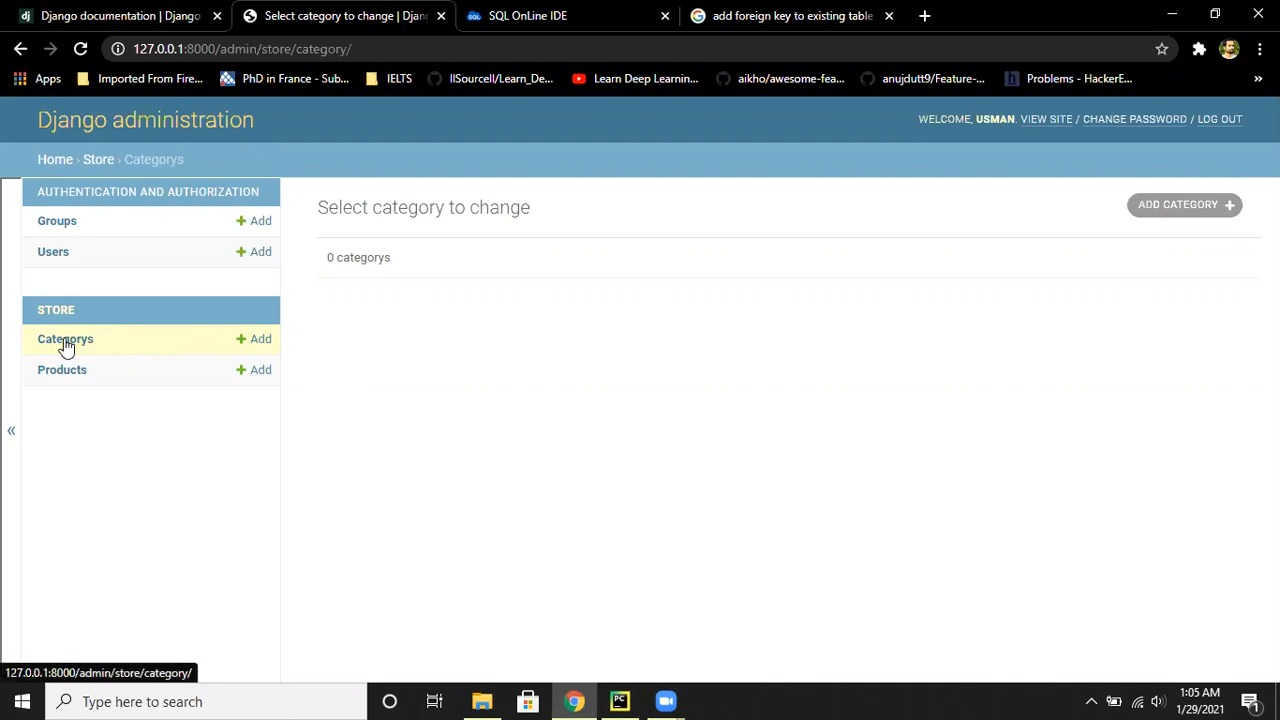 Django documentation | Django
Select category to change | Djan
SQL OnLine IDE
add foreign key to existing table
127.0.0.1:8000/admin/store/category/
Apps
Imported From Fire...
PhD in France - Sub...
IELTS
llSourcell/Learn_De...
Learn Deep Learnin...
aikho/awesome-fea...
anujdutt9/Feature-...
Problems - HackerE...
»
Django administration
WELCOME, USMAN. VIEW SITE / CHANGE PASSWORD / LOG OUT
Home › Store › Categorys
AUTHENTICATION AND AUTHORIZATION
Groups + Add
Users + Add
STORE
Categorys + Add
Products + Add
«
Select category to change
ADD CATEGORY +
0 categorys
127.0.0.1:8000/admin/store/category/
Type here to search
1:05 AM
1/29/2021